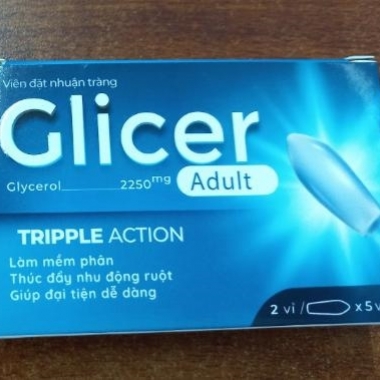 Viên đặt nhuận tràng
Glicer
Glycerol 2250mg Adult
TRIPPLE ACTION
Làm mềm phân
Thúc đẩy nhu động ruột
Giúp đại tiện dễ dàng
2 vỉ / x 5 v